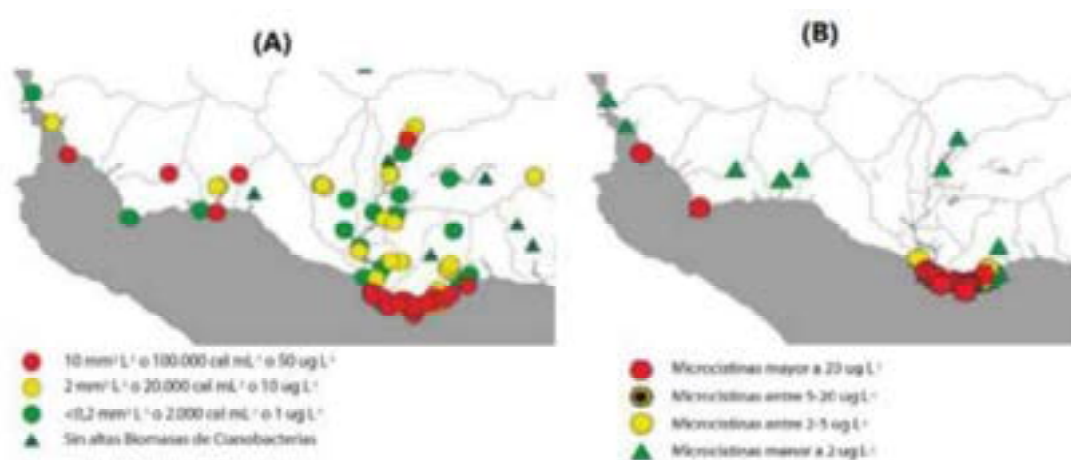 (A)
(B)
10 mm³ L⁻¹ o 100.000 cel mL⁻¹ o 50 ug L⁻¹
2 mm³ L⁻¹ o 20.000 cel mL⁻¹ o 10 ug L⁻¹
<0,2 mm³ L⁻¹ o 2.000 cel mL⁻¹ o 1 ug L⁻¹
Sin altas Biomasas de Cianobacterias
Microcistinas mayor a 20 ug L⁻¹
Microcistinas entre 5-20 ug L⁻¹
Microcistinas entre 2-5 ug L⁻¹
Microcistinas menor a 2 ug L⁻¹